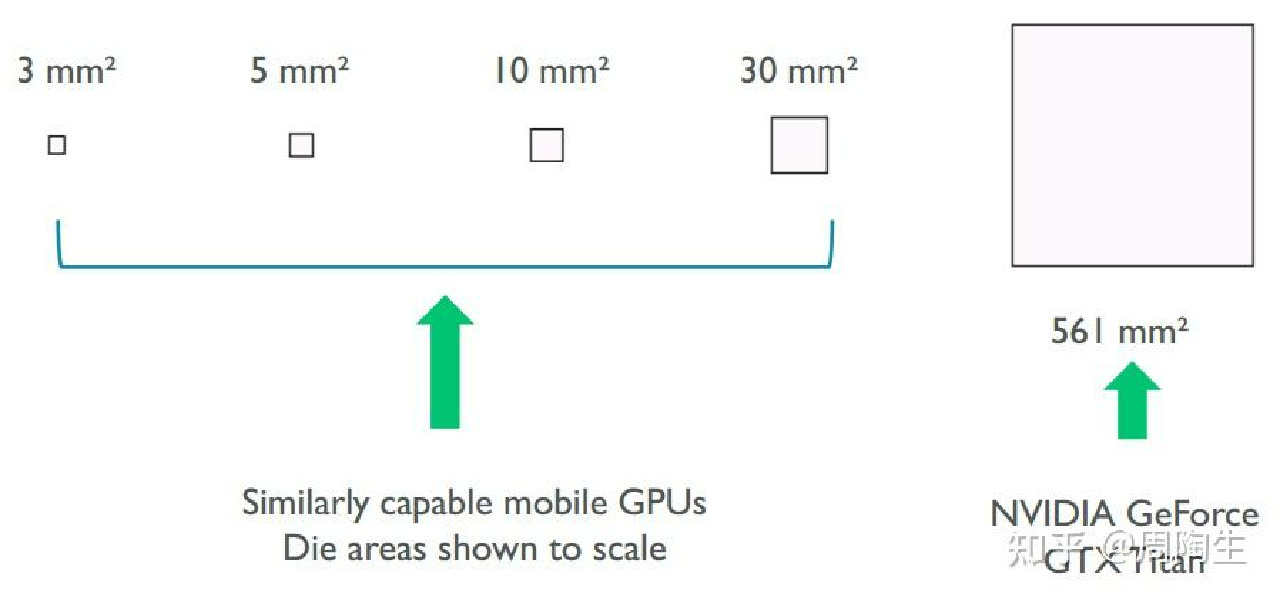 3 mm²
5 mm²
10 mm²
30 mm²
561 mm²
Similarly capable mobile GPUs
Die areas shown to scale
NVIDIA GeForce
GTX Titan
知乎 @周陶生